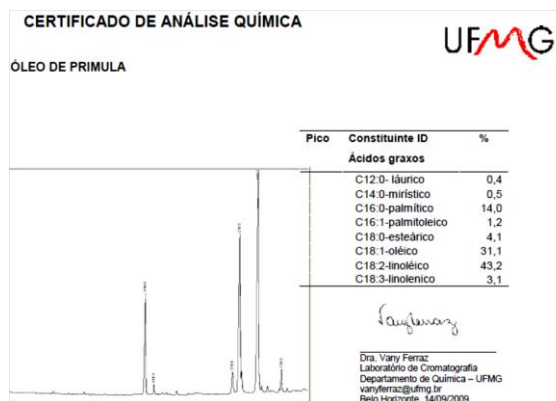 CERTIFICADO DE ANÁLISE QUÍMICA
UFMG
ÓLEO DE PRIMULA
Pico Constituinte ID %
Ácidos graxos
C12:0- láurico 0,4
C14:0-mirístico 0,5
C16:0-palmítico 14,0
C16:1-palmitoleico 1,2
C18:0-esteárico 4,1
C18:1-oléico 31,1
C18:2-linoléico 43,2
C18:3-linolenico 3,1
Dra. Vany Ferraz
Laboratório de Cromatografia
Departamento de Química – UFMG
vanyferraz@ufmg.br
Belo Horizonte, 14/09/2009